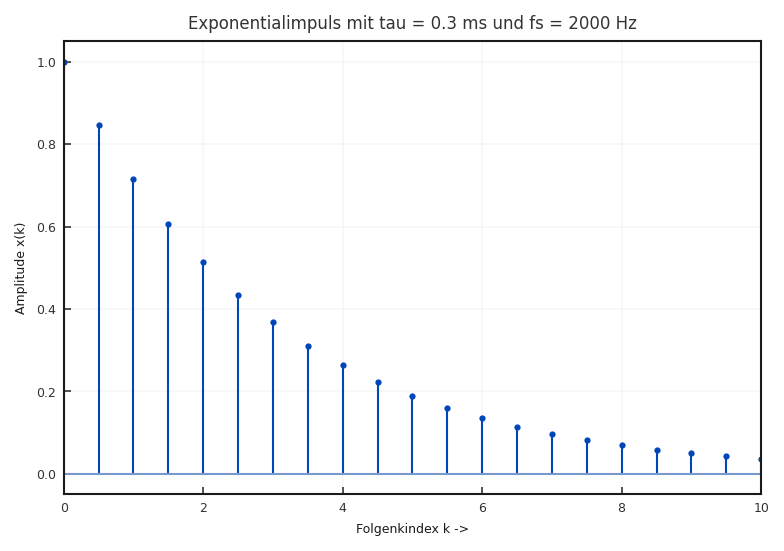 Exponentialimpuls mit tau = 0.3 ms und fs = 2000 Hz
Amplitude x(k)
1.0
0.8
0.6
0.4
0.2
0.0
0 2 4 6 8 10
Folgenkindex k ->